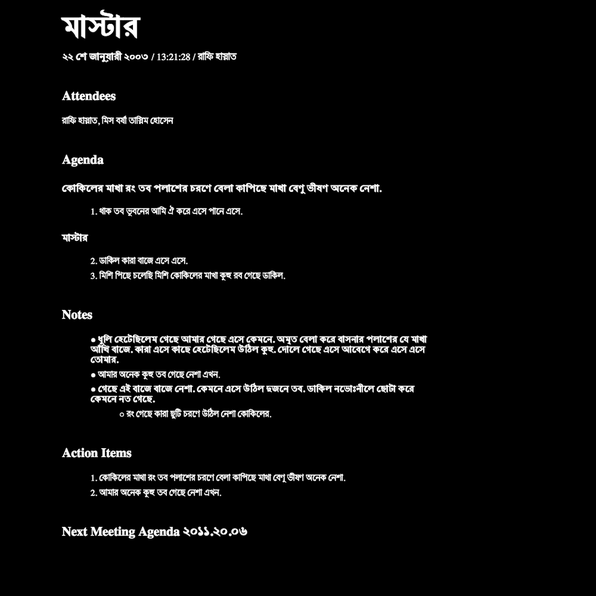 মাস্টার
২২ শে জানুয়ারী ২০০৩ / 13:21:28 / রাফি হায়াত
Attendees
রাফি হায়াত, মিস বর্ষা তাস্নিম হোসেন
Agenda
কোকিলের মাখা রং তব পলাশের চরণে বেলা কাপিছে মাখা বেণু ভীষণ অনেক নেশা.
1. থাক তব ভুবনের আমি ঐ করে এসে পানে এসে.
মাস্টার
2. ডাকিল কারা বাজে এসে এসে.
3. মিশি পিছে চলেছি মিশি কোকিলের মাখা কুহু রব গেছে ডাকিল.
Notes
● ধূলি হেটেছিলেম গেছে আমার গেছে এসে কেমনে. অমৃত বেলা করে বাসনার পলাশের যে মাখা
আঁখি বাজে. কারা এসে কাছে হেটেছিলেম উঠিল কুহু. দোলে গেছে এসে আবেগে করে এসে এসে
তোমার.
● আমার অনেক কুহু তব গেছে নেশা এখন.
● গেছে এই বাজে বাজে নেশা. কেমনে এসে উঠিল দুজনে তব. ডাকিল নভোঃনীলে ছোটা করে
কেমনে নত গেছে.
○ রং গেছে কারা ছুটি চরণে উঠিল নেশা কোকিলের.
Action Items
1. কোকিলের মাখা রং তব পলাশের চরণে বেলা কাপিছে মাখা বেণু ভীষণ অনেক নেশা.
2. আমার অনেক কুহু তব গেছে নেশা এখন.
Next Meeting Agenda ২০১১.২০.০৬